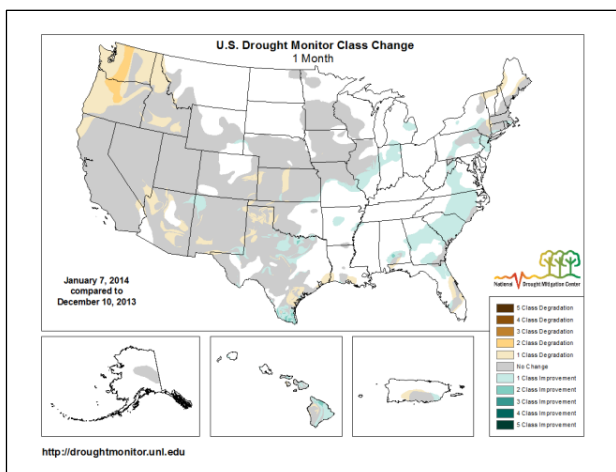 U.S. Drought Monitor Class Change
1 Month
January 7, 2014
compared to
December 10, 2013
National Drought Mitigation Center
5 Class Degradation
4 Class Degradation
3 Class Degradation
2 Class Degradation
1 Class Degradation
No Change
1 Class Improvement
2 Class Improvement
3 Class Improvement
4 Class Improvement
5 Class Improvement
http://droughtmonitor.unl.edu